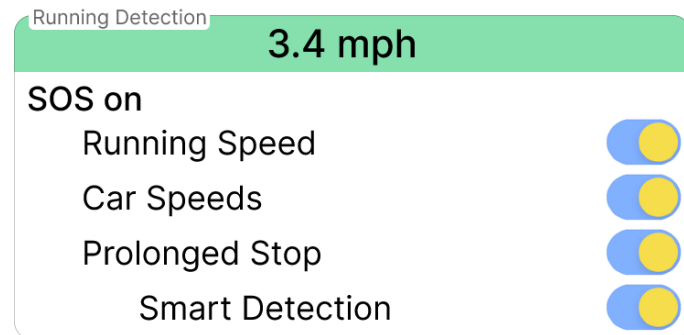 Running Detection
3.4 mph
SOS on
Running Speed
Car Speeds
Prolonged Stop
Smart Detection